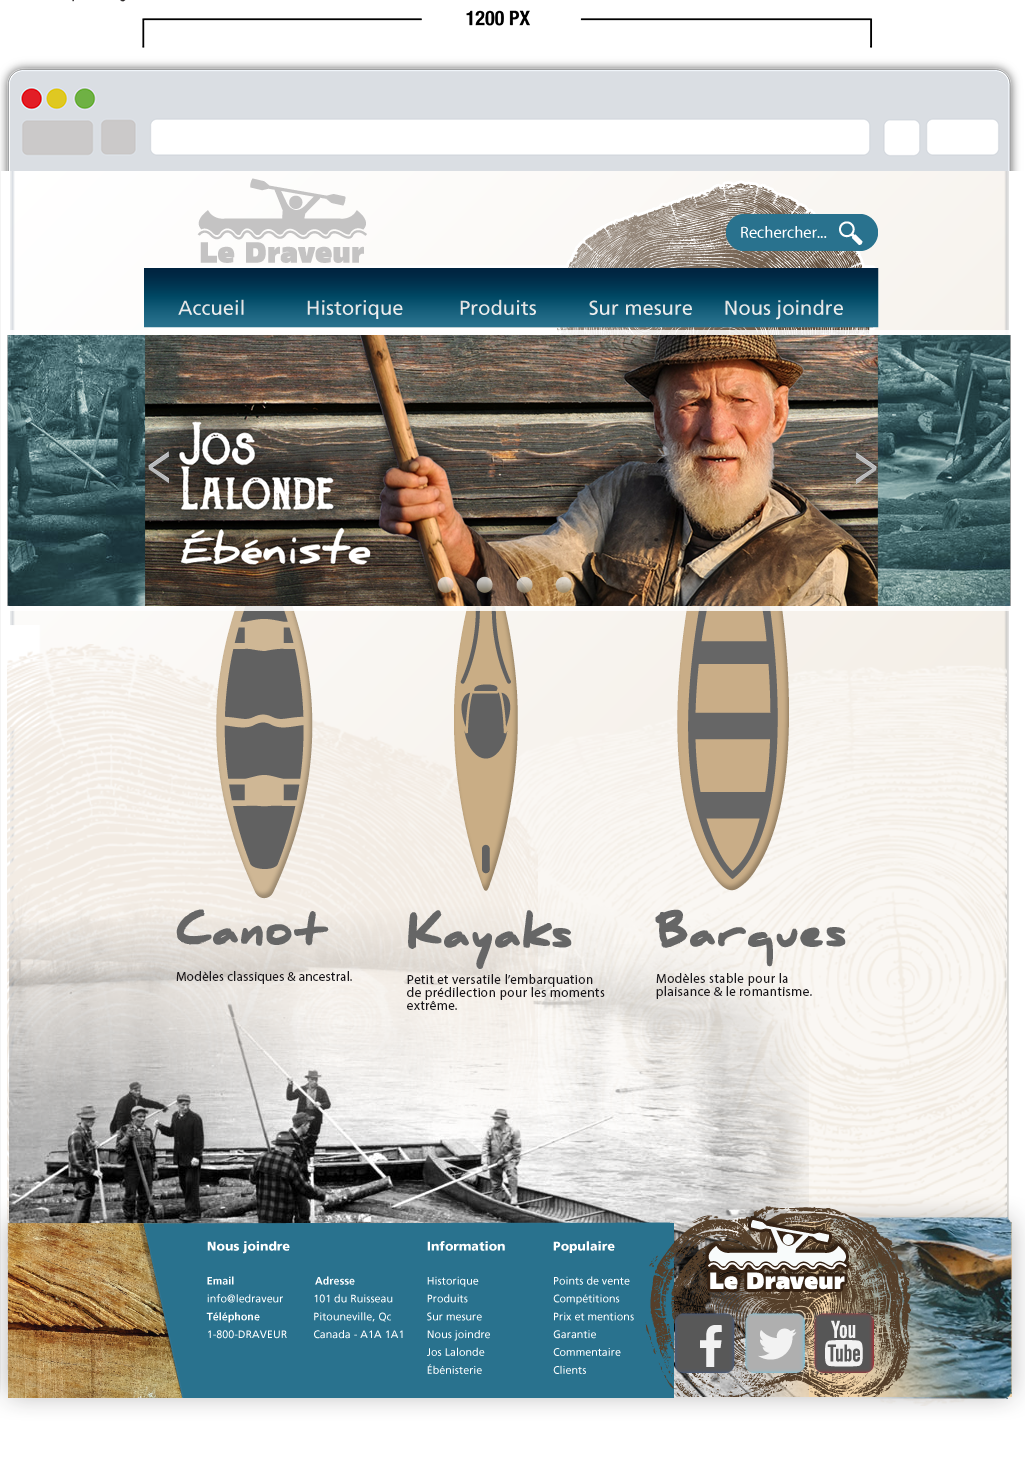 1200 PX
Le Draveur
Rechercher...
Accueil Historique Produits Sur mesure Nous joindre
Jos
Lalonde
Ébéniste
Canot
Modèles classiques & ancestral.
Kayaks
Petit et versatile l'embarquation
de prédilection pour les moments
extrême.
Barques
Modèles stable pour la
plaisance & le romantisme.
Nous joindre
Email
info@ledraveur
Téléphone
1-800-DRAVEUR
Adresse
101 du Ruisseau
Pitouneville, Qc
Canada - A1A 1A1
Information
Historique
Produits
Sur mesure
Nous joindre
Jos Lalonde
Ébénisterie
Populaire
Points de vente
Compétitions
Prix et mentions
Garantie
Commentaire
Clients
Le Draveur
f
You
Tube